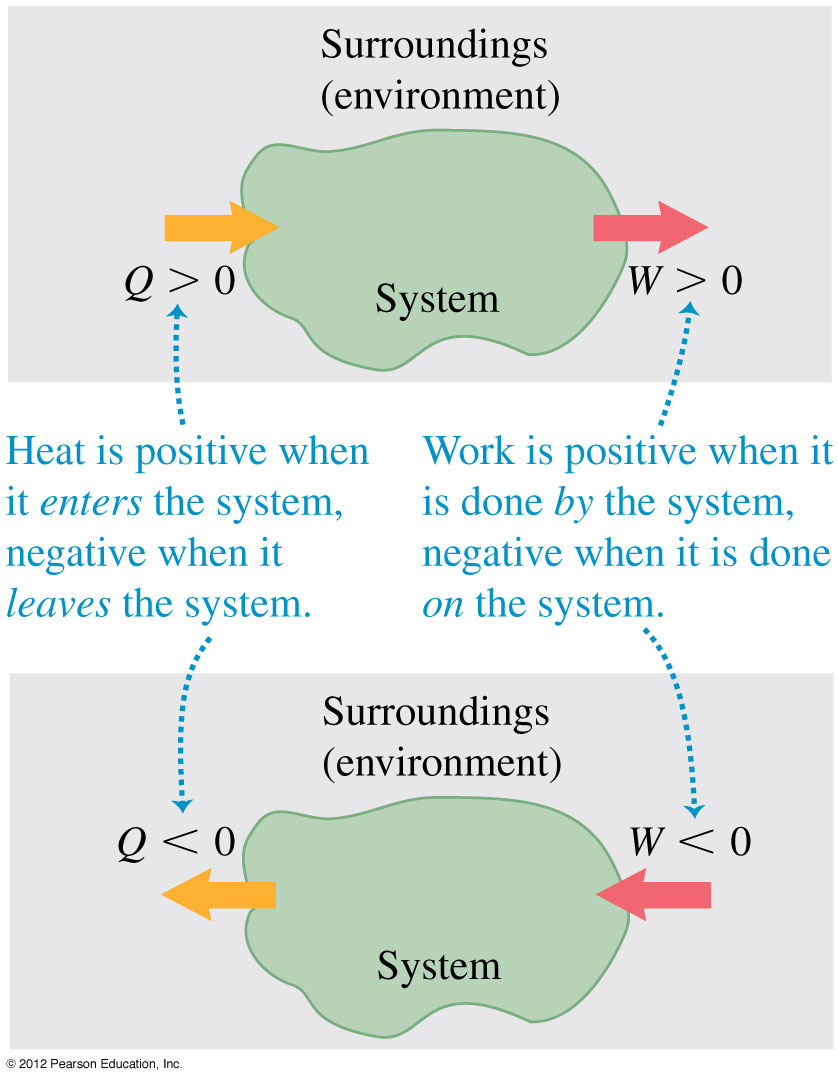 Surroundings
(environment)
Q > 0
W > 0
System
Heat is positive when
it enters the system,
negative when it
leaves the system.
Work is positive when it
is done by the system,
negative when it is done
on the system.
Surroundings
(environment)
Q < 0
W < 0
System
© 2012 Pearson Education, Inc.